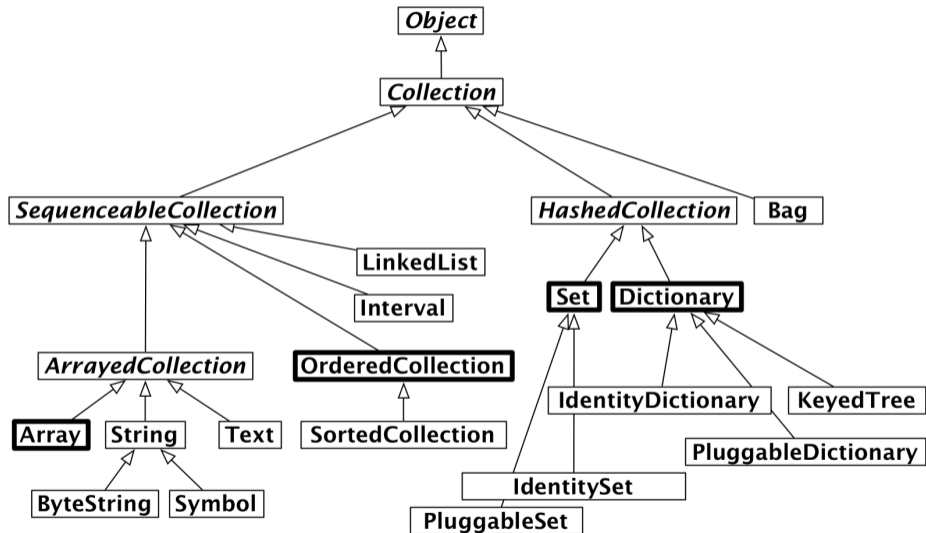 Object
Collection
SequenceableCollection
HashedCollection
Bag
LinkedList
Interval
Set
Dictionary
ArrayedCollection
OrderedCollection
IdentityDictionary
KeyedTree
Array
String
Text
SortedCollection
PluggableDictionary
IdentitySet
ByteString
Symbol
PluggableSet